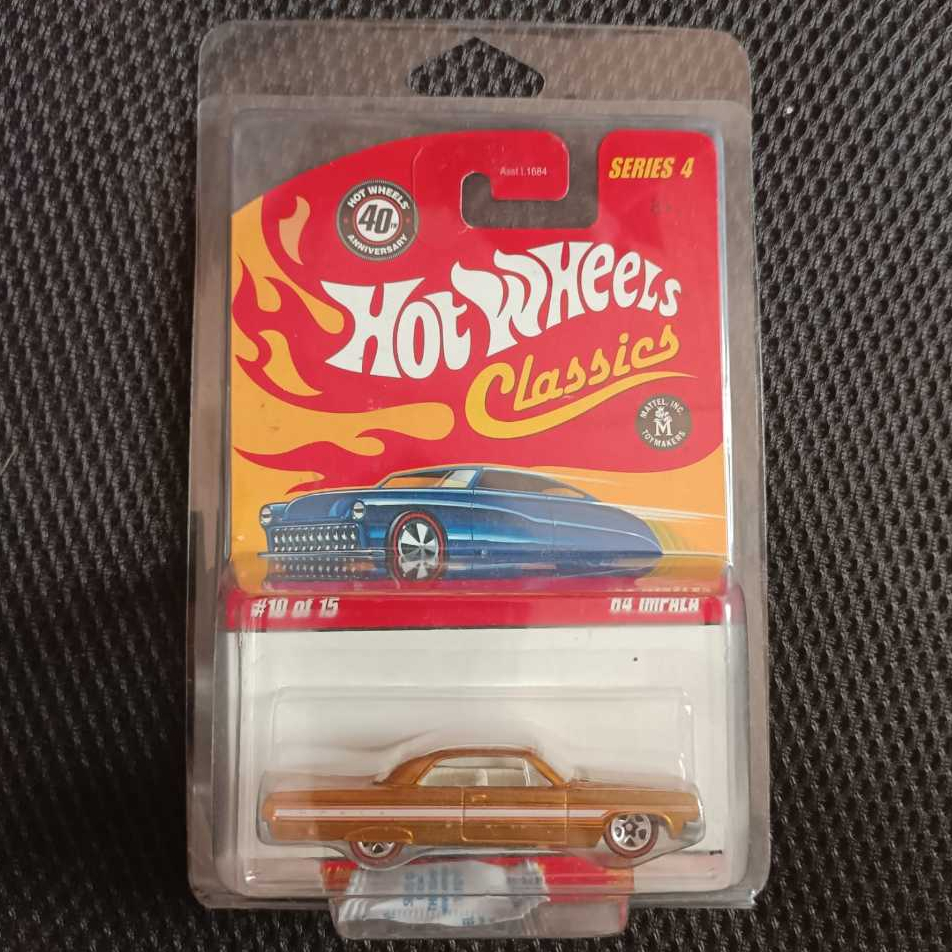 Asst L1684
SERIES 4
HOT WHEELS
40TH
ANNIVERSARY
HOT WHEELS
Classics
MATTEL, INC.
M
TOYMAKERS
#10 of 15
64 IMPALA